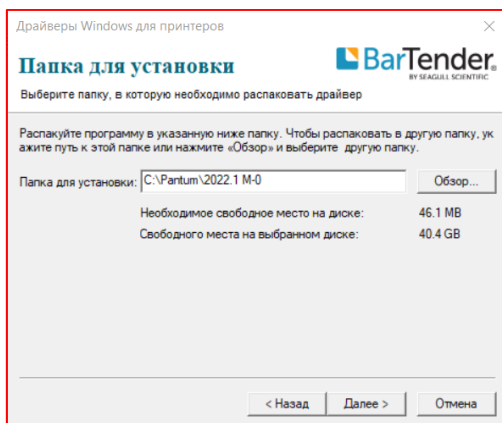 Драйверы Windows для принтеров
Папка для установки
BarTender®
BY SEAGULL SCIENTIFIC
Выберите папку, в которую необходимо распаковать драйвер
Распакуйте программу в указанную ниже папку. Чтобы распаковать в другую папку, ук
ажите путь к этой папке или нажмите «Обзор» и выберите другую папку.
Папка для установки: C:\Pantum\2022.1 M-0 Обзор...
Необходимое свободное место на диске: 46.1 MB
Свободного места на выбранном диске: 40.4 GB
< Назад Далее > Отмена